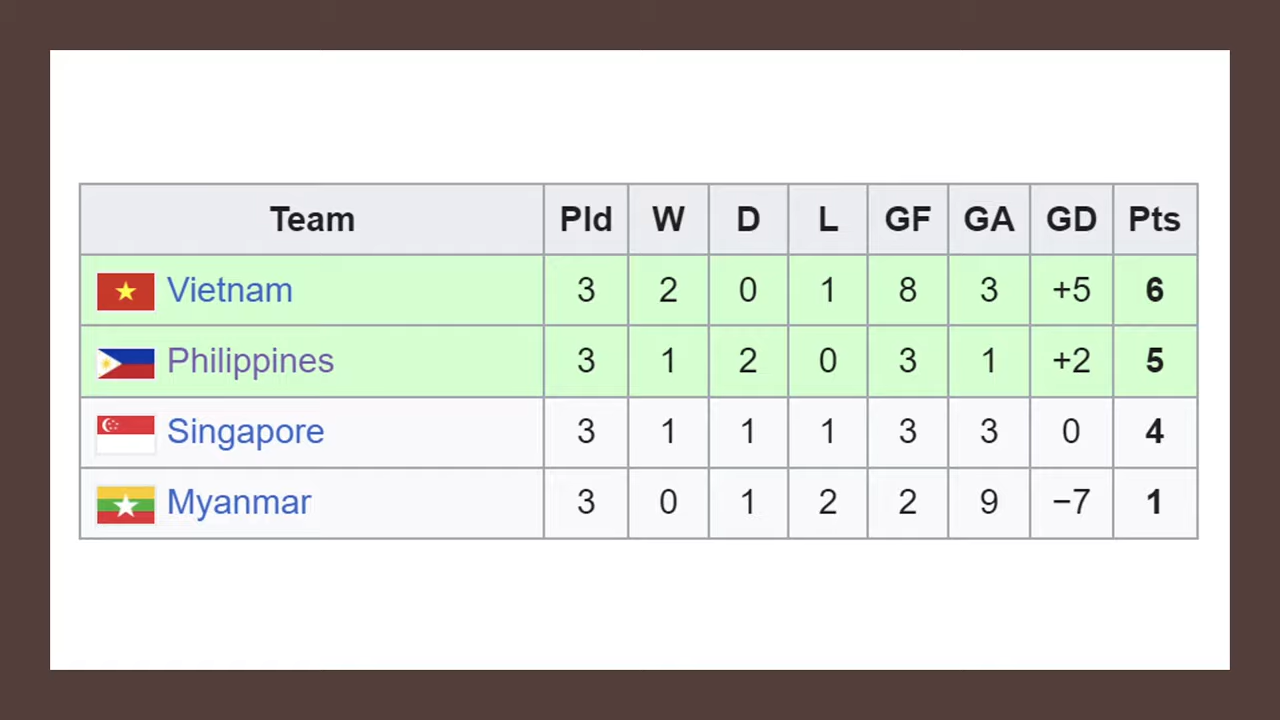 Team Pld W D L GF GA GD Pts
Vietnam 3 2 0 1 8 3 +5 6
Philippines 3 1 2 0 3 1 +2 5
Singapore 3 1 1 1 3 3 0 4
Myanmar 3 0 1 2 2 9 −7 1